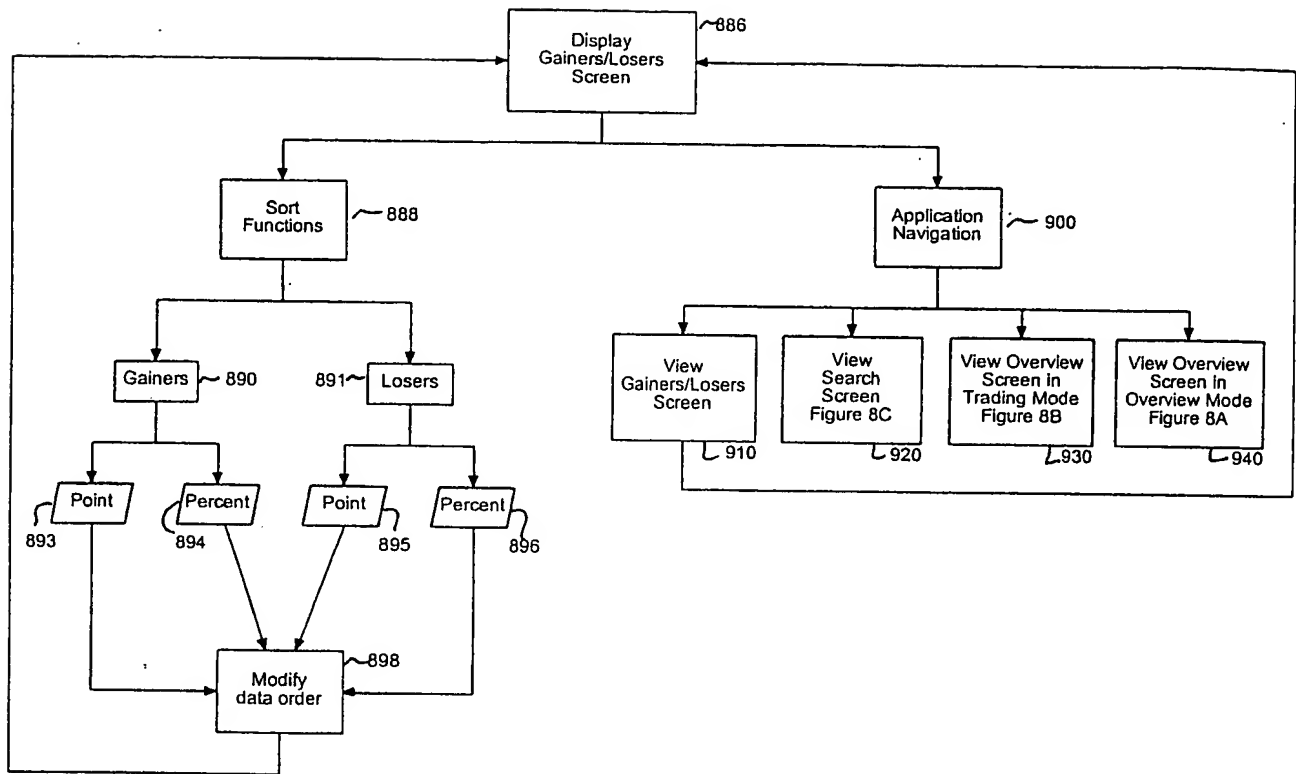 Display
Gainers/Losers
Screen
886
Sort
Functions
888
Application
Navigation
900
Gainers
890
891
Losers
View
Gainers/Losers
Screen
910
View
Search
Screen
Figure 8C
920
View Overview
Screen in
Trading Mode
Figure 8B
930
View Overview
Screen in
Overview Mode
Figure 8A
940
Point
893
Percent
894
Point
895
Percent
896
Modify
data order
898